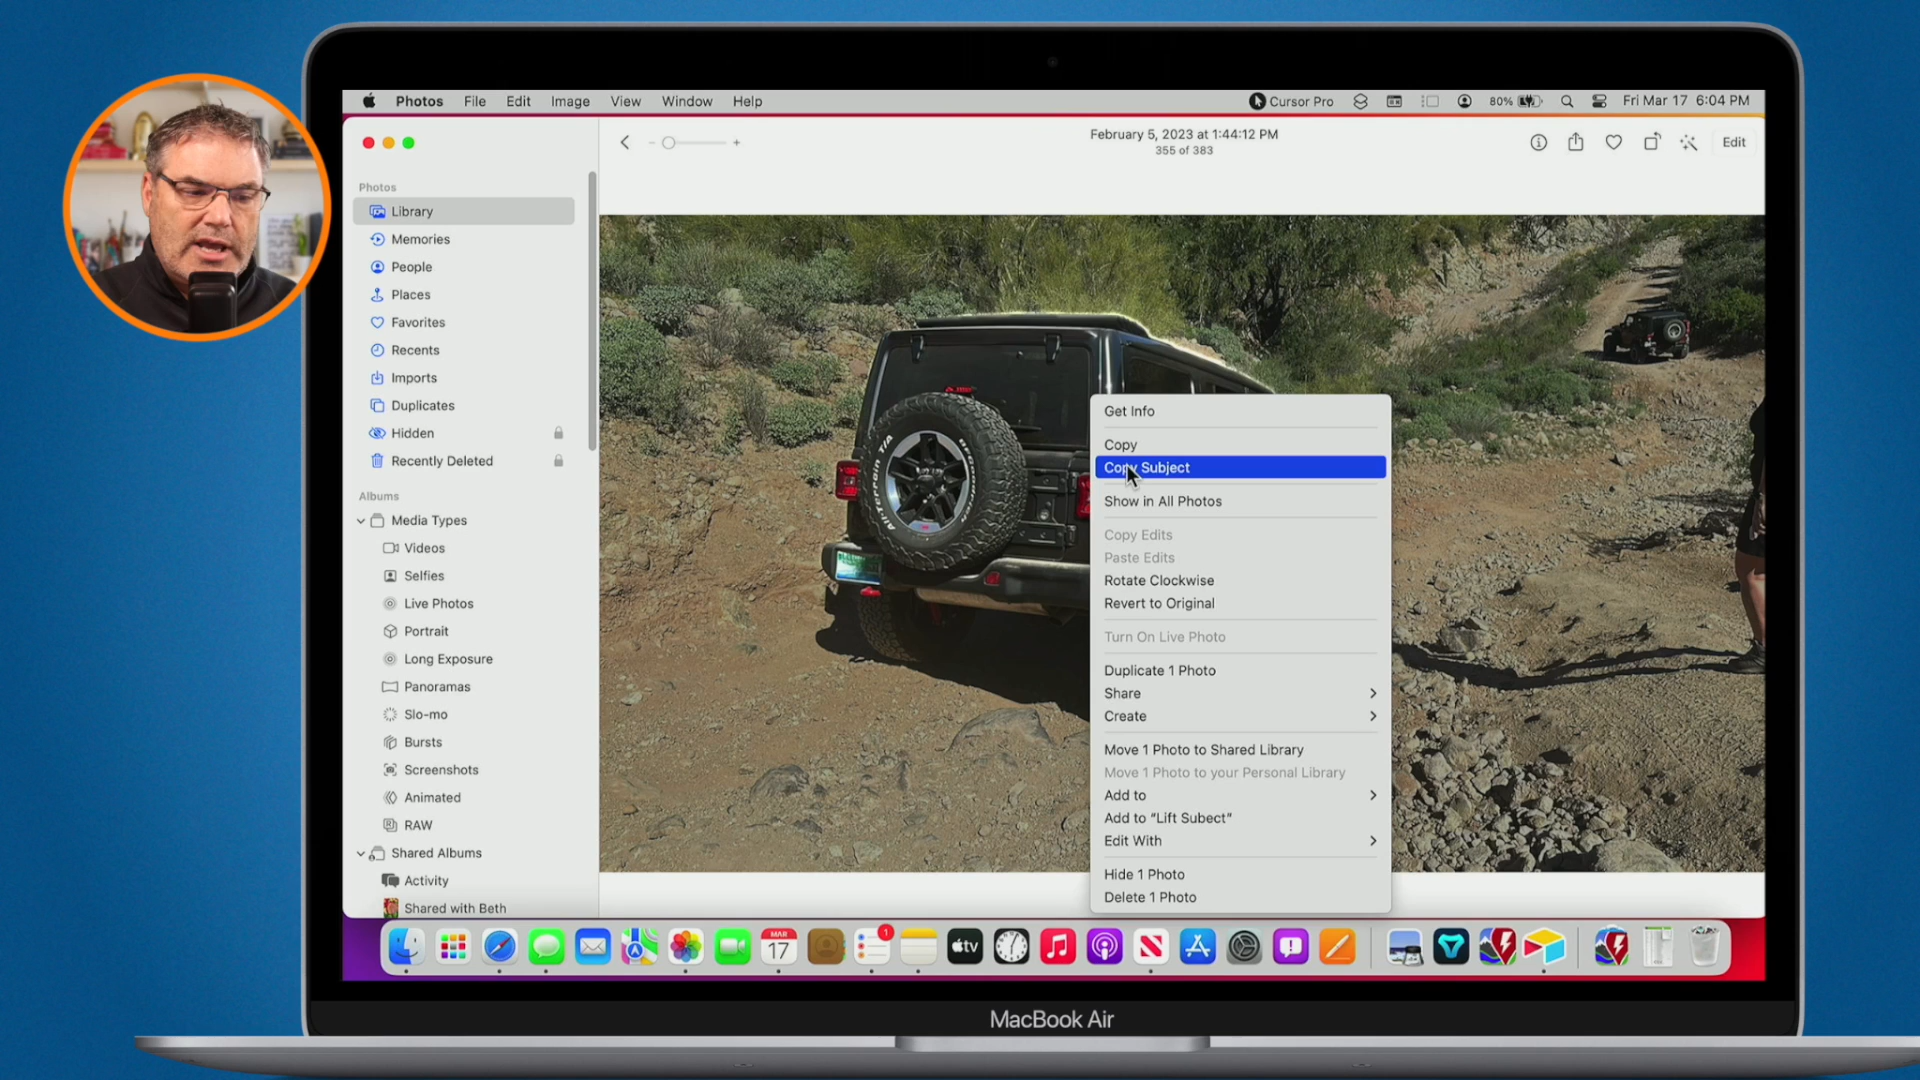 Photos File Edit Image View Window Help
Cursor Pro 80% Fri Mar 17 6:04 PM
February 5, 2023 at 1:44:12 PM
355 of 383
Edit
Photos
Library
Memories
People
Places
Favorites
Recents
Imports
Duplicates
Hidden
Recently Deleted
Albums
Media Types
Videos
Selfies
Live Photos
Portrait
Long Exposure
Panoramas
Slo-mo
Bursts
Screenshots
Animated
RAW
Shared Albums
Activity
Shared with Beth
All-Terrain T/A
BFGoodrich
Get Info
Copy
Copy Subject
Show in All Photos
Copy Edits
Paste Edits
Rotate Clockwise
Revert to Original
Turn On Live Photo
Duplicate 1 Photo
Share
Create
Move 1 Photo to Shared Library
Move 1 Photo to your Personal Library
Add to
Add to “Lift Subect”
Edit With
Hide 1 Photo
Delete 1 Photo
MAR
17
1
tv
MacBook Air